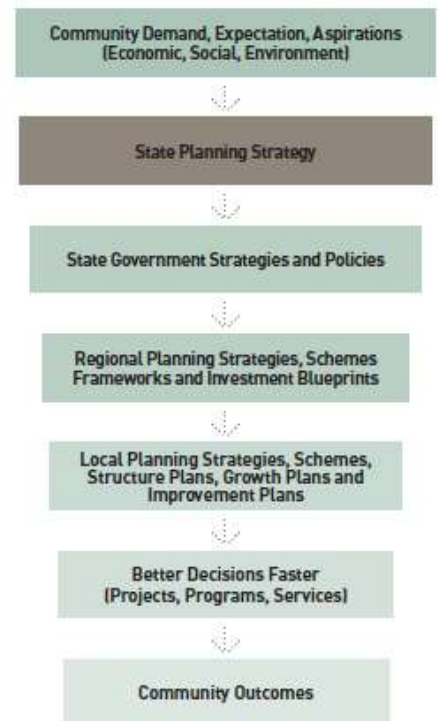 Community Demand, Expectation, Aspirations
(Economic, Social, Environment)
State Planning Strategy
State Government Strategies and Policies
Regional Planning Strategies, Schemes
Frameworks and Investment Blueprints
Local Planning Strategies, Schemes,
Structure Plans, Growth Plans and
Improvement Plans
Better Decisions Faster
(Projects, Programs, Services)
Community Outcomes